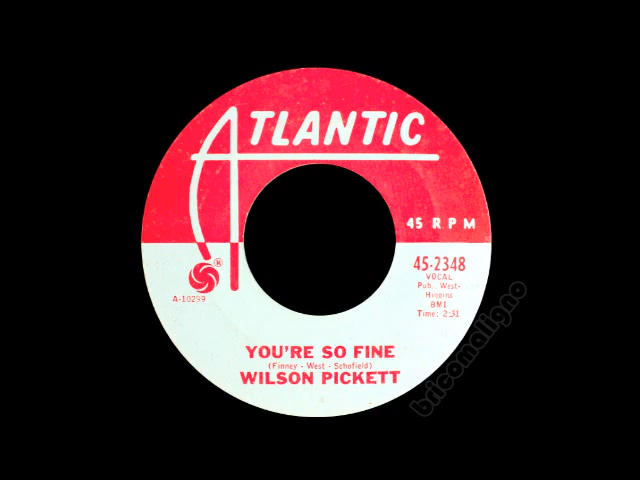 ATLANTIC
45 RPM
®
A-10299
45-2348
VOCAL
Pub., West-
Higgins
BMI
Time: 2:31
YOU'RE SO FINE
(Finney - West - Schofield)
WILSON PICKETT
bricomaligno